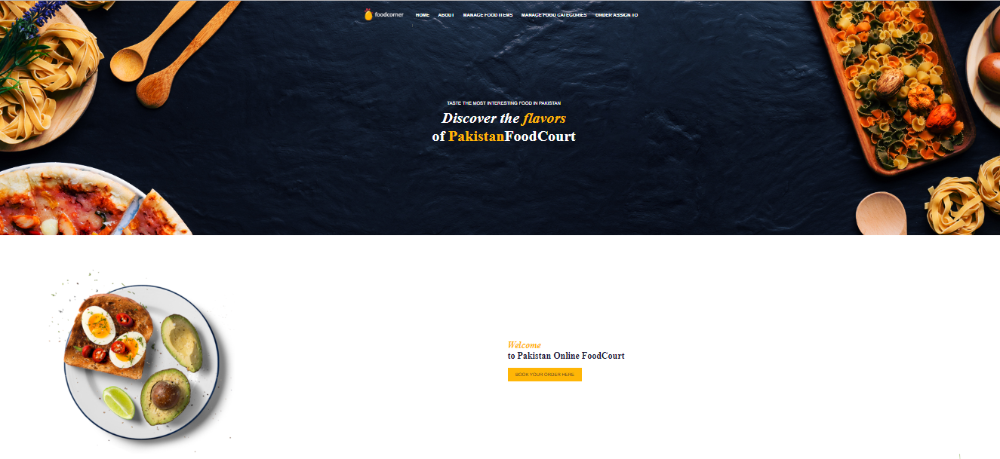 foodcorner HOME ABOUT MANAGE FOOD ITEMS MANAGE FOOD CATEGORIES ORDER ASSIGN TO
TASTE THE MOST INTERESTING FOOD IN PAKISTAN
Discover the flavors
of PakistanFoodCourt
Welcome
to Pakistan Online FoodCourt
BOOK YOUR ORDER HERE